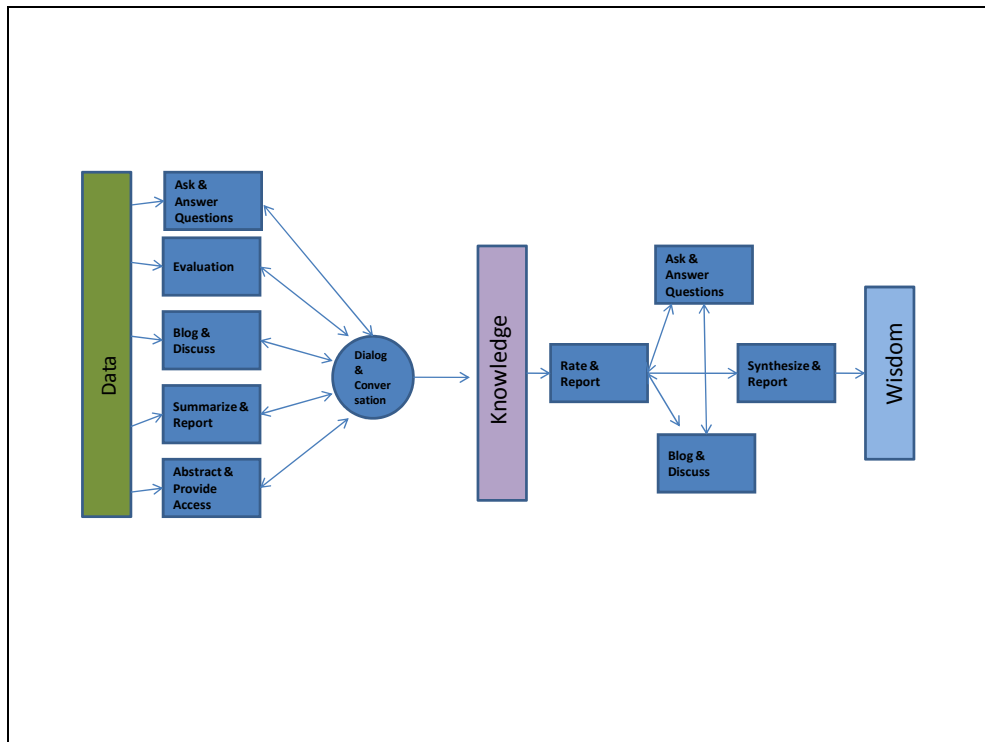 Data
Ask &
Answer
Questions
Evaluation
Blog &
Discuss
Summarize &
Report
Abstract &
Provide
Access
Dialog
&
Conver
sation
Knowledge
Rate &
Report
Ask &
Answer
Questions
Blog &
Discuss
Synthesize &
Report
Wisdom